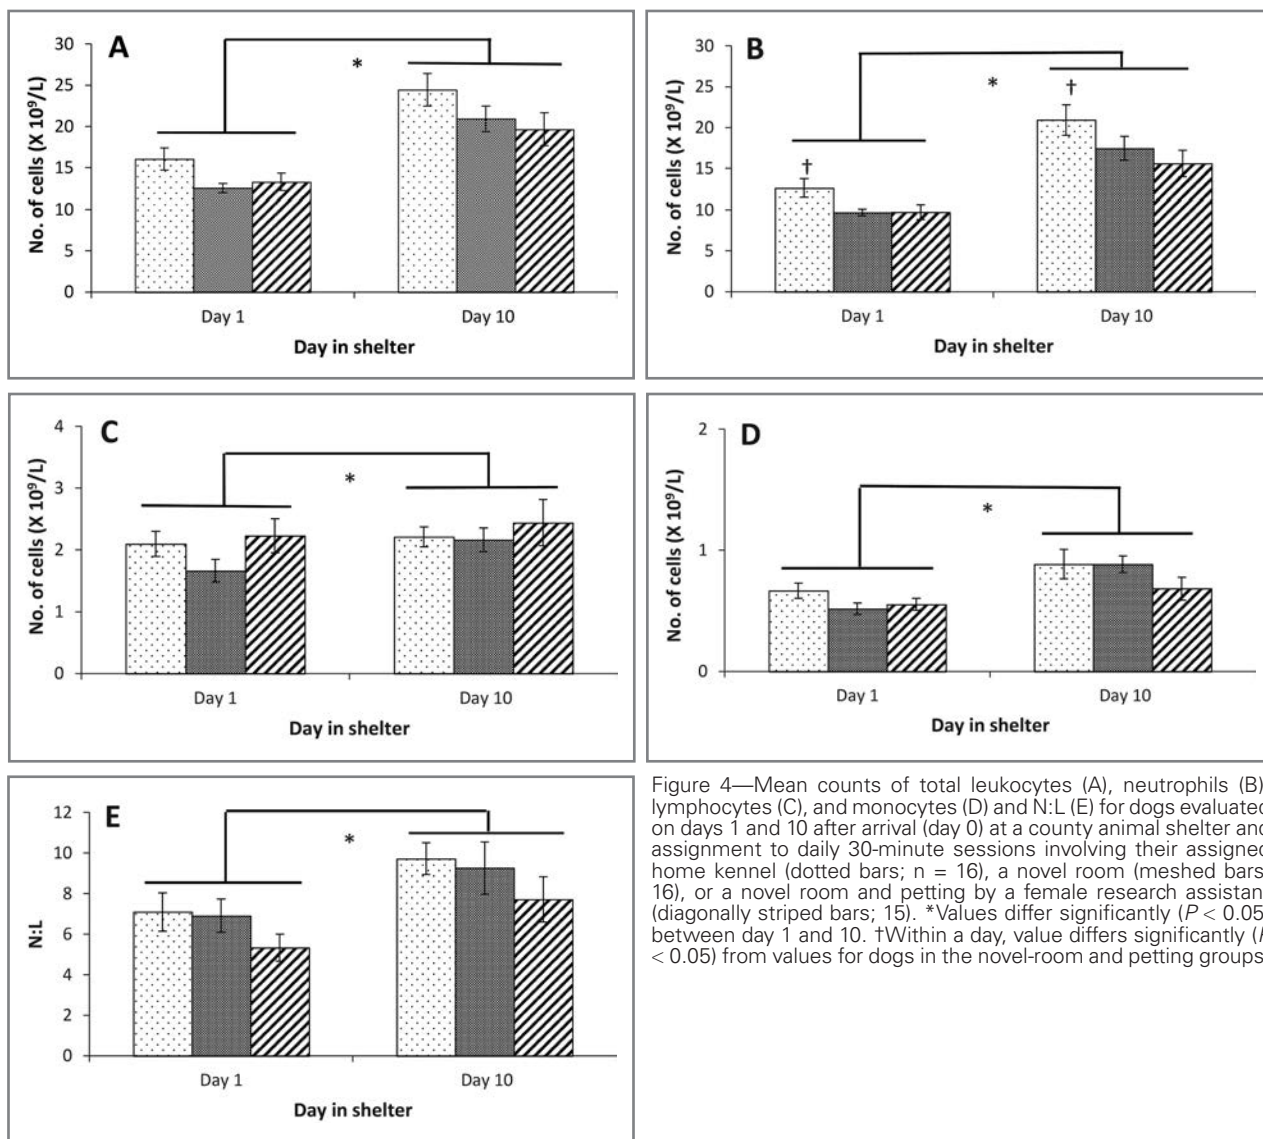 A
No. of cells (X 10⁹/L)
30
25
20
15
10
5
0
*
Day 1
Day 10
Day in shelter
B
No. of cells (X 10⁹/L)
30
25
20
15
10
5
0
†
*
†
Day 1
Day 10
Day in shelter
C
No. of cells (X 10⁹/L)
4
3
2
1
0
*
Day 1
Day 10
Day in shelter
D
No. of cells (X 10⁹/L)
2
1
0
*
Day 1
Day 10
Day in shelter
E
N:L
12
10
8
6
4
2
0
*
Day 1
Day 10
Day in shelter
Figure 4—Mean counts of total leukocytes (A), neutrophils (B)
lymphocytes (C), and monocytes (D) and N:L (E) for dogs evaluated
on days 1 and 10 after arrival (day 0) at a county animal shelter and
assignment to daily 30-minute sessions involving their assigned
home kennel (dotted bars; n = 16), a novel room (meshed bars
16), or a novel room and petting by a female research assistan
(diagonally striped bars; 15). *Values differ significantly (P < 0.05
between day 1 and 10. †Within a day, value differs significantly (P
< 0.05) from values for dogs in the novel-room and petting groups